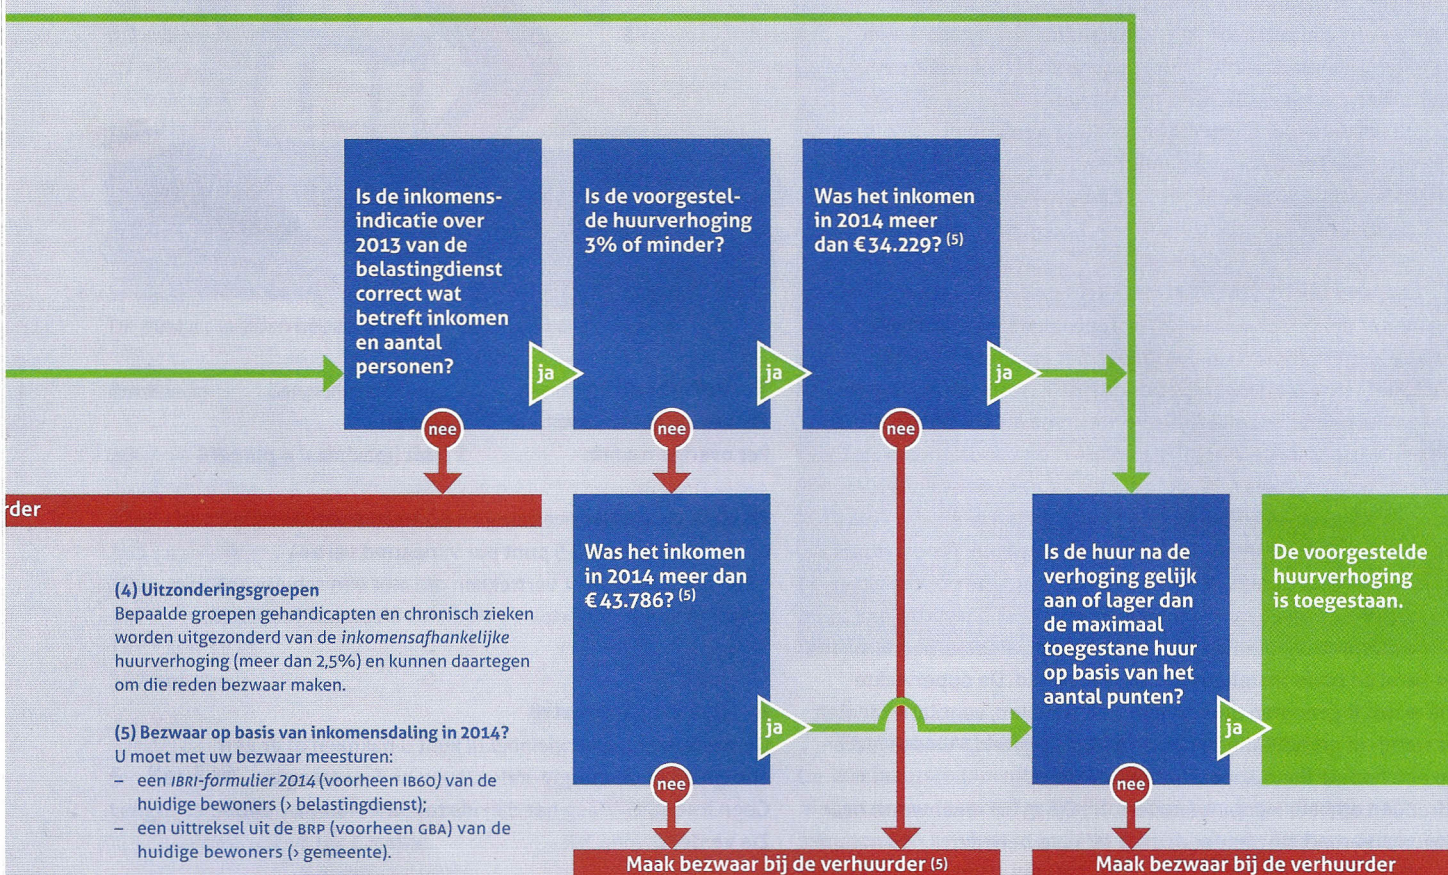 Is de inkomens-
indicatie over
2013 van de
belastingdienst
correct wat
betreft inkomen
en aantal
personen?
ja
nee
Is de voorgestel-
de huurverhoging
3% of minder?
ja
nee
Was het inkomen
in 2014 meer
dan € 34.229? (5)
ja
nee
rder
Was het inkomen
in 2014 meer dan
€ 43.786? (5)
ja
nee
Is de huur na de
verhoging gelijk
aan of lager dan
de maximaal
toegestane huur
op basis van het
aantal punten?
ja
nee
De voorgestelde
huurverhoging
is toegestaan.
(4) Uitzonderingsgroepen
Bepaalde groepen gehandicapten en chronisch zieken
worden uitgezonderd van de inkomensafhankelijke
huurverhoging (meer dan 2,5%) en kunnen daartegen
om die reden bezwaar maken.
(5) Bezwaar op basis van inkomensdaling in 2014?
U moet met uw bezwaar meesturen:
– een IBRI-formulier 2014 (voorheen IB60) van de
huidige bewoners (› belastingdienst);
– een uittreksel uit de BRP (voorheen GBA) van de
huidige bewoners (› gemeente).
Maak bezwaar bij de verhuurder (5)
Maak bezwaar bij de verhuurder